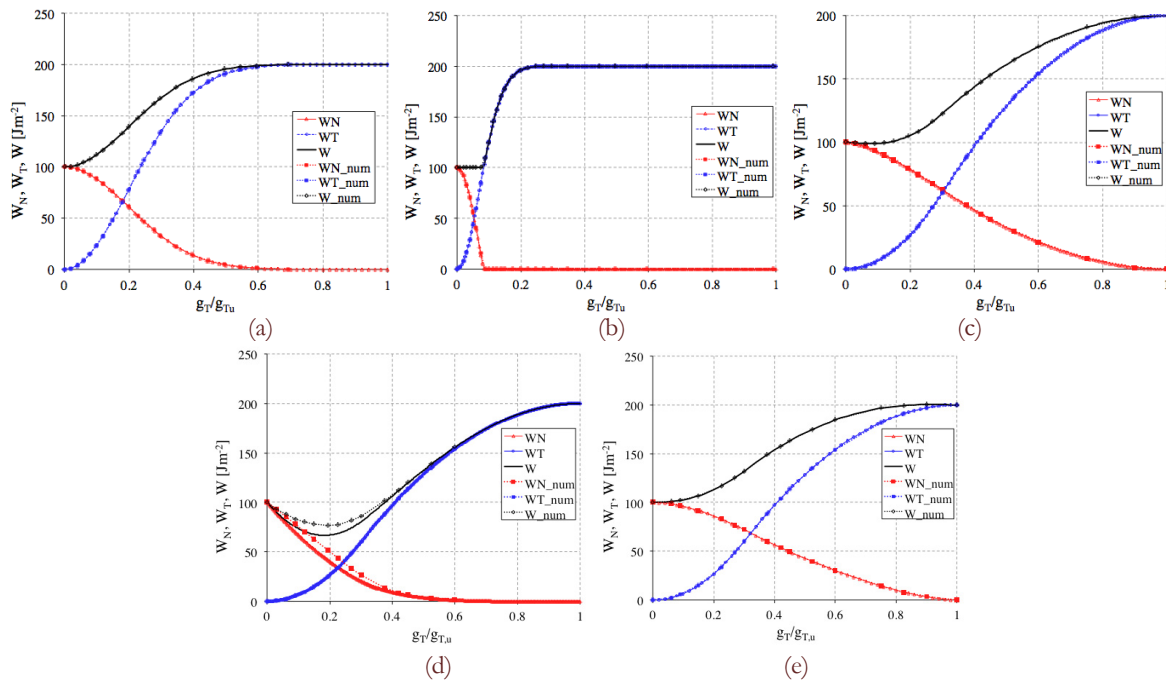 250
200
150
100
50
0
W_N, W_T, W [Jm⁻²]
WN
WT
W
WN_num
WT_num
W_num
0 0.2 0.4 0.6 0.8 1
g_T/g_Tu
(a)
250
200
150
100
50
0
W_N, W_T, W [Jm⁻²]
WN
WT
W
WN_num
WT_num
W_num
0 0.2 0.4 0.6 0.8 1
g_T/g_Tu
(b)
200
150
100
50
0
W_N, W_T, W [Jm⁻²]
WN
WT
W
WN_num
WT_num
W_num
0 0.2 0.4 0.6 0.8 1
g_T/g_Tu
(c)
250
200
150
100
50
0
W_N, W_T, W [Jm⁻²]
WN
WT
W
WN_num
WT_num
W_num
0 0.2 0.4 0.6 0.8 1
g_T/g_T,u
(d)
250
200
150
100
50
0
W_N, W_T, W [Jm⁻²]
WN
WT
W
WN_num
WT_num
W_num
0 0.2 0.4 0.6 0.8 1
g_T/g_T,u
(e)